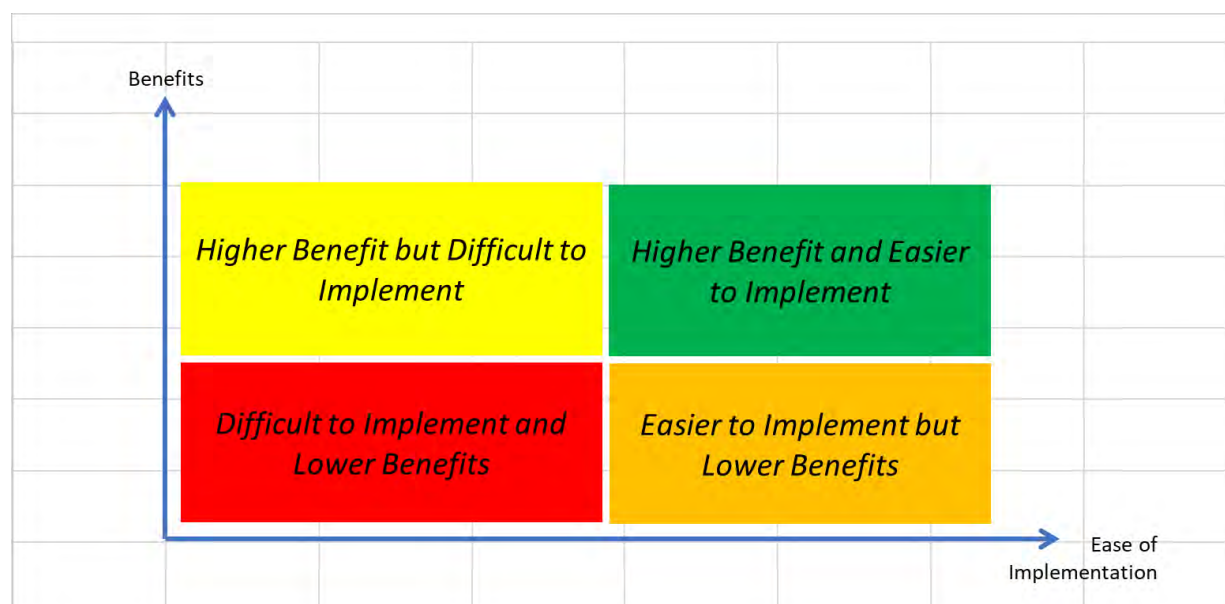 Benefits
Higher Benefit but Difficult to
Implement
Higher Benefit and Easier
to Implement
Difficult to Implement and
Lower Benefits
Easier to Implement but
Lower Benefits
Ease of
Implementation